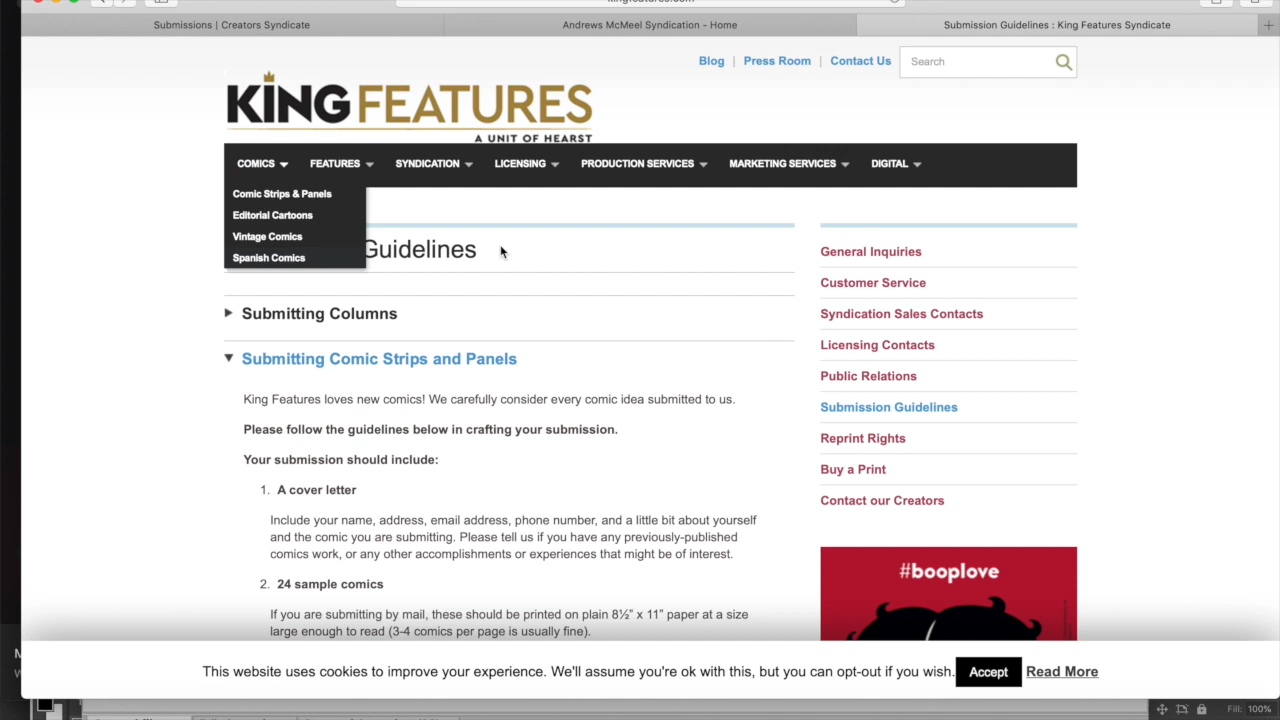 kingfeatures.com
Submissions | Creators Syndicate
Andrews McMeel Syndication - Home
Submission Guidelines : King Features Syndicate
Blog | Press Room | Contact Us
Search
KING FEATURES
A UNIT OF HEARST
COMICS FEATURES SYNDICATION LICENSING PRODUCTION SERVICES MARKETING SERVICES DIGITAL
Comic Strips & Panels
Editorial Cartoons
Vintage Comics
Spanish Comics
Guidelines
Submitting Columns
Submitting Comic Strips and Panels
King Features loves new comics! We carefully consider every comic idea submitted to us.
Please follow the guidelines below in crafting your submission.
Your submission should include:
1. A cover letter
Include your name, address, email address, phone number, and a little bit about yourself
and the comic you are submitting. Please tell us if you have any previously-published
comics work, or any other accomplishments or experiences that might be of interest.
2. 24 sample comics
If you are submitting by mail, these should be printed on plain 8½" x 11" paper at a size
large enough to read (3-4 comics per page is usually fine).
General Inquiries
Customer Service
Syndication Sales Contacts
Licensing Contacts
Public Relations
Submission Guidelines
Reprint Rights
Buy a Print
Contact our Creators
#booplove
This website uses cookies to improve your experience. We'll assume you're ok with this, but you can opt-out if you wish.
Accept
Read More
Fill: 100%